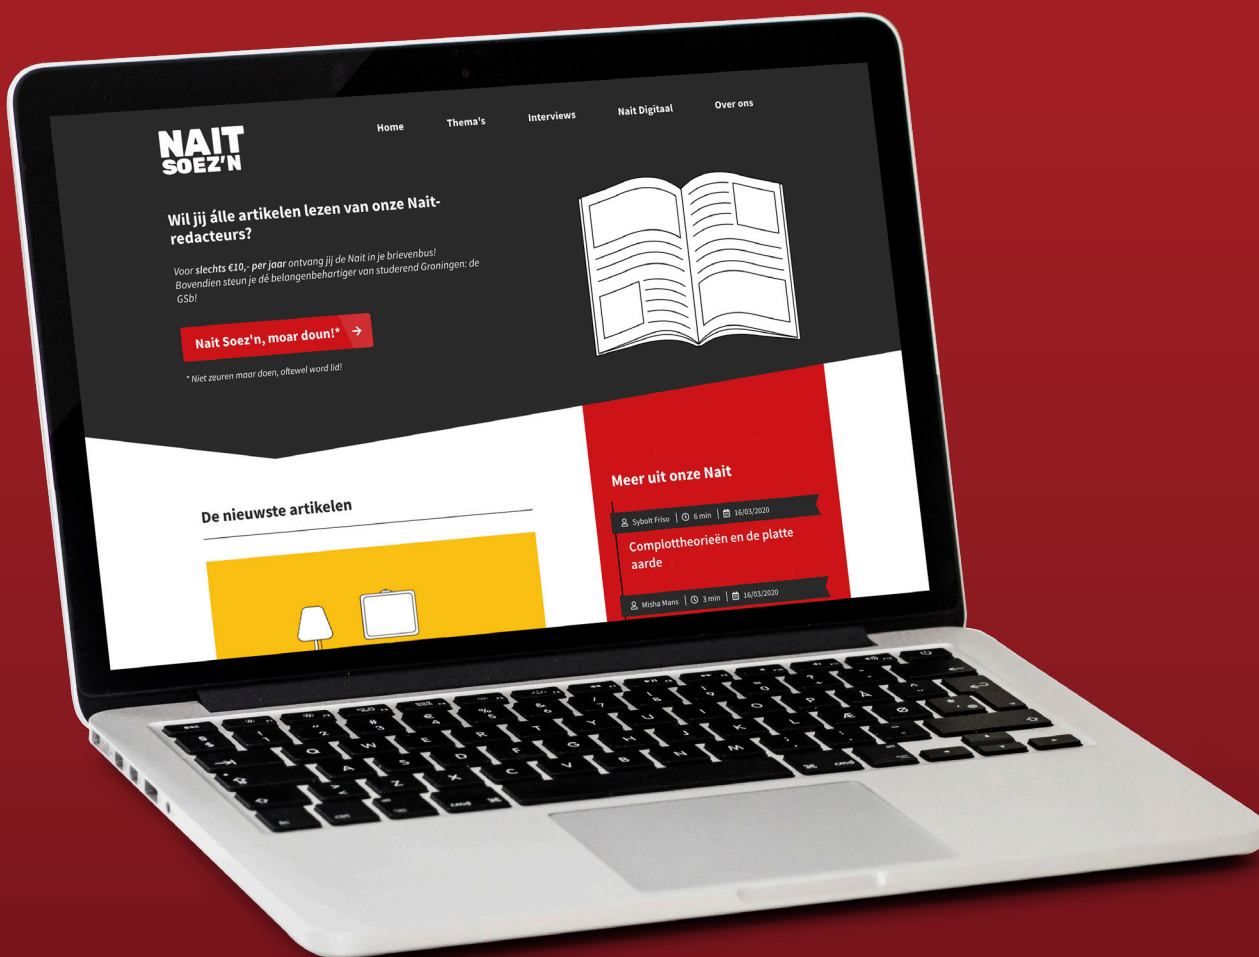 NAIT
SOEZ'N
Home
Thema's
Interviews
Nait Digitaal
Over ons
Wil jij álle artikelen lezen van onze Nait-
redacteurs?
Voor slechts €10,- per jaar ontvang jij de Nait in je brievenbus!
Bovendien steun je dé belangenbehartiger van studerend Groningen: de
GSb!
Nait Soez'n, moar doun!*
* Niet zeuren maar doen, oftewel word lid!
De nieuwste artikelen
Meer uit onze Nait
Sybolt Friso | 6 min | 16/03/2020
Complottheorieën en de platte
aarde
Misha Mans | 3 min | 16/03/2020